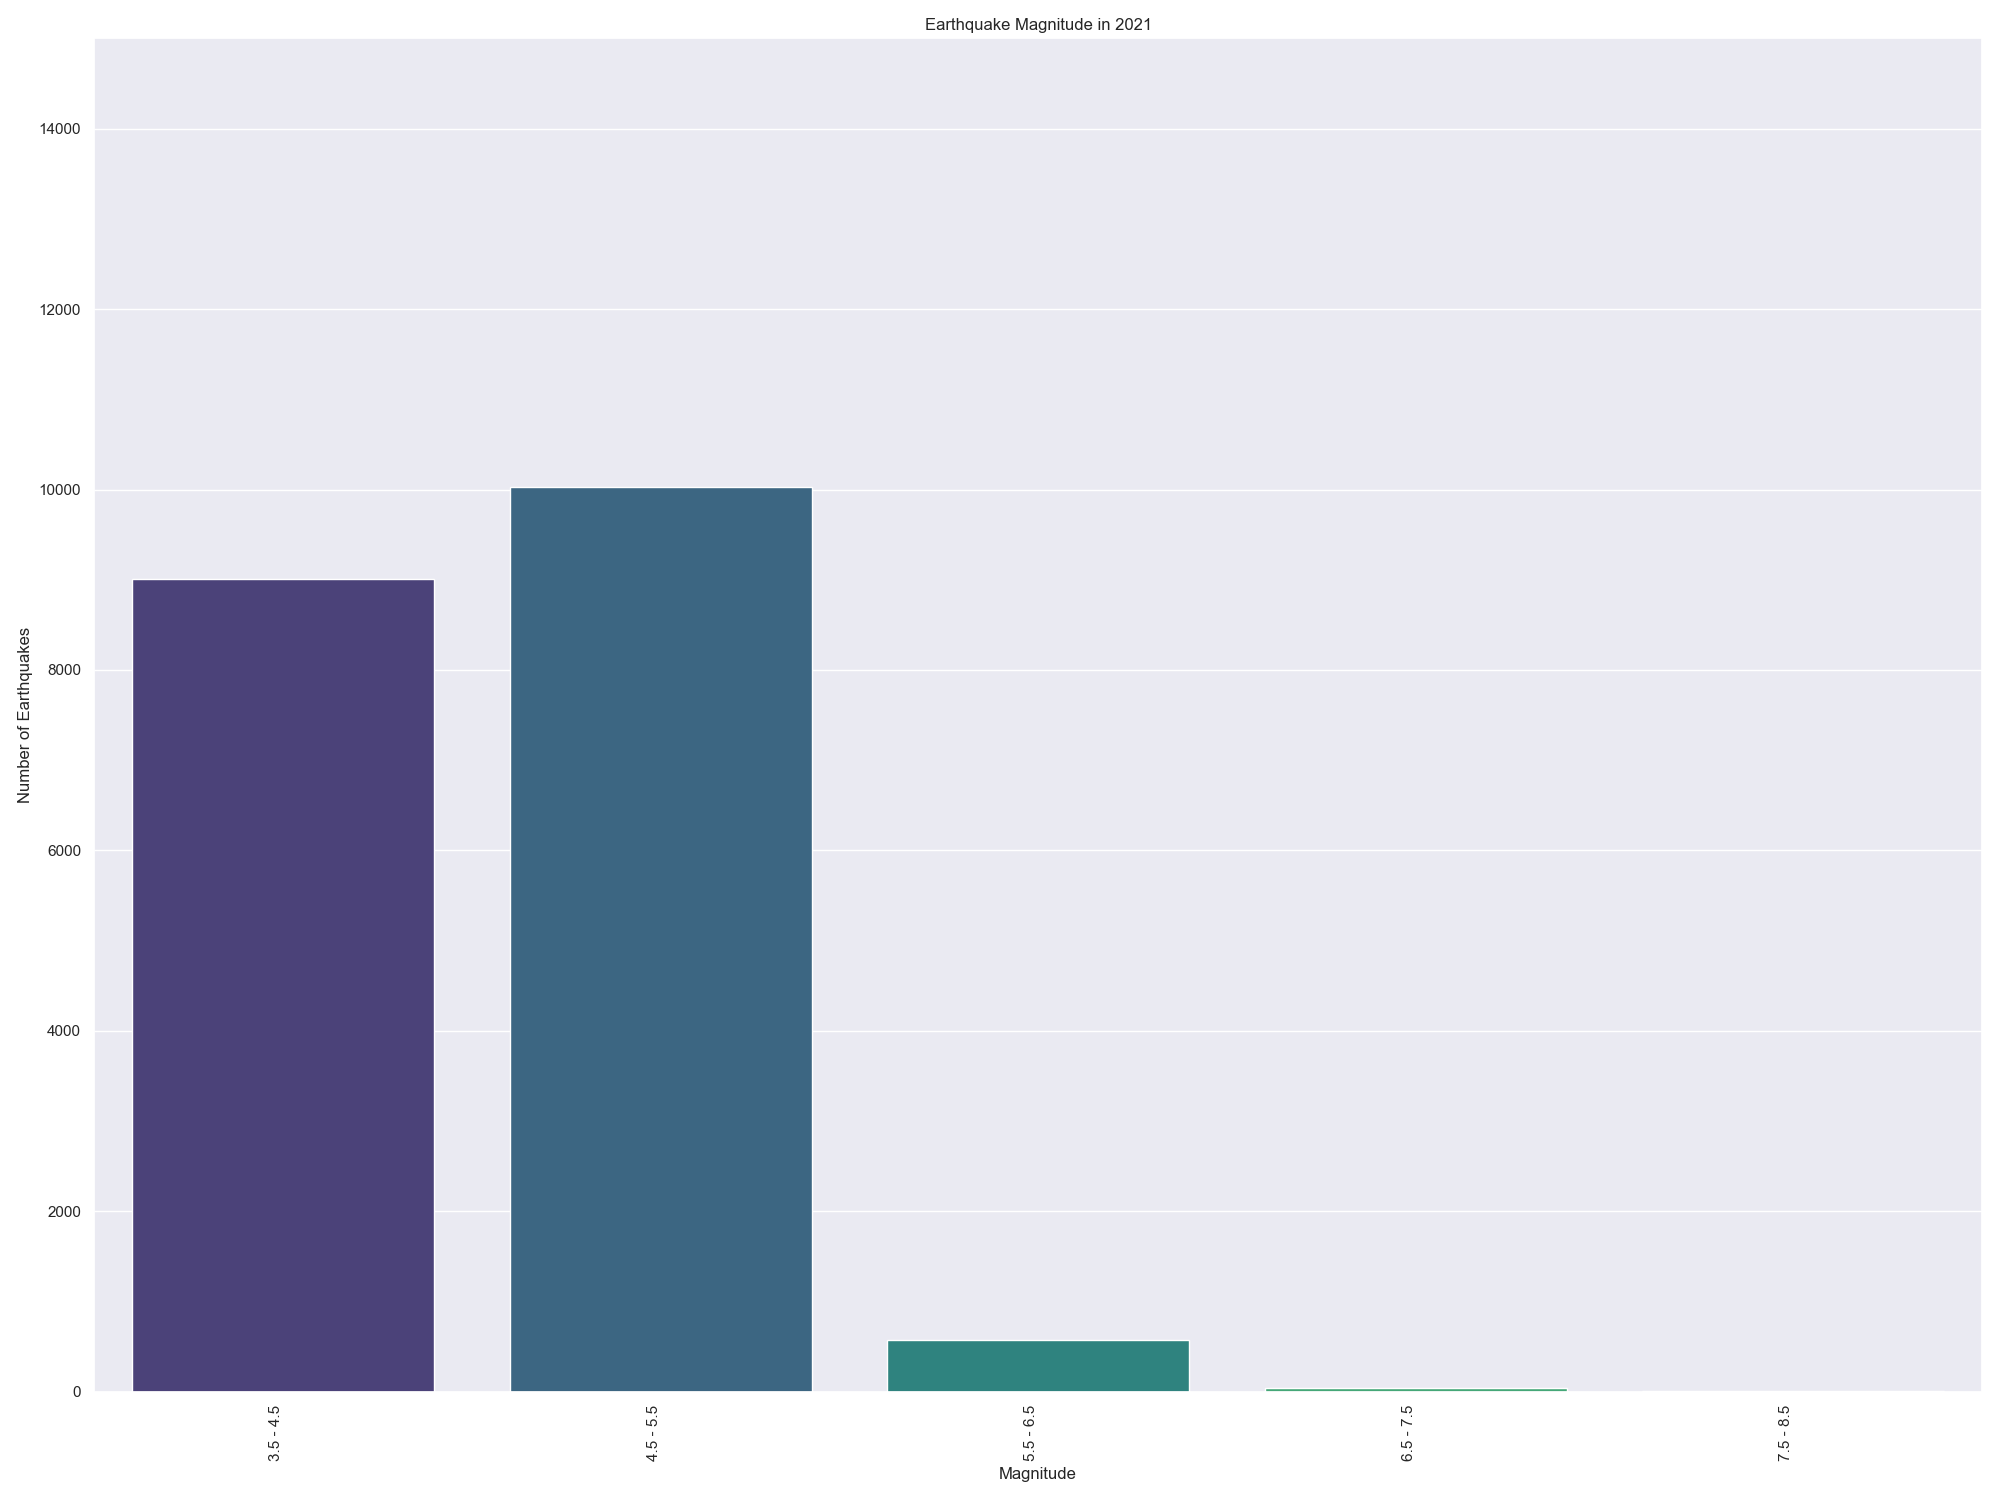 Earthquake Magnitude in 2021
14000
12000
10000
8000
6000
4000
2000
0
Number of Earthquakes
3.5 - 4.5
4.5 - 5.5
5.5 - 6.5
6.5 - 7.5
7.5 - 8.5
Magnitude